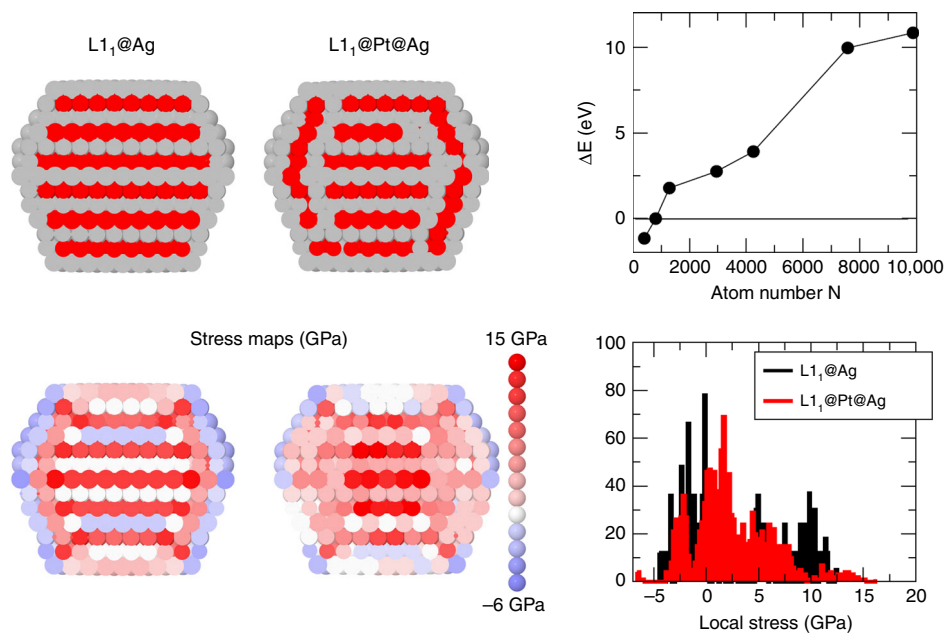 L1₁@Ag
L1₁@Pt@Ag
10
5
0
ΔE (eV)
0 2000 4000 6000 8000 10,000
Atom number N
Stress maps (GPa)
15 GPa
–6 GPa
100
80
60
40
20
0
L1₁@Ag
L1₁@Pt@Ag
–5 0 5 10 15 20
Local stress (GPa)